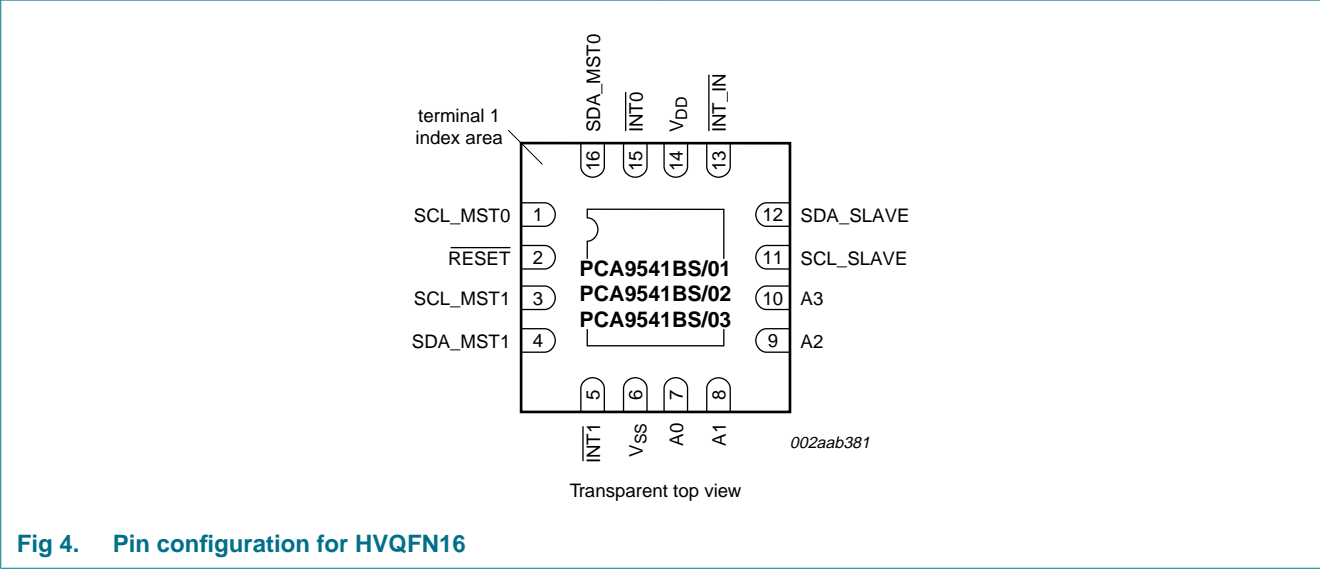 SDA_MST0
INT0
VDD
INT_IN
terminal 1
index area
16
15
14
13
SCL_MST0
1
12
SDA_SLAVE
RESET
2
11
SCL_SLAVE
SCL_MST1
3
10
A3
SDA_MST1
4
9
A2
PCA9541BS/01
PCA9541BS/02
PCA9541BS/03
5
6
7
8
INT1
VSS
A0
A1
002aab381
Transparent top view
Fig 4. Pin configuration for HVQFN16